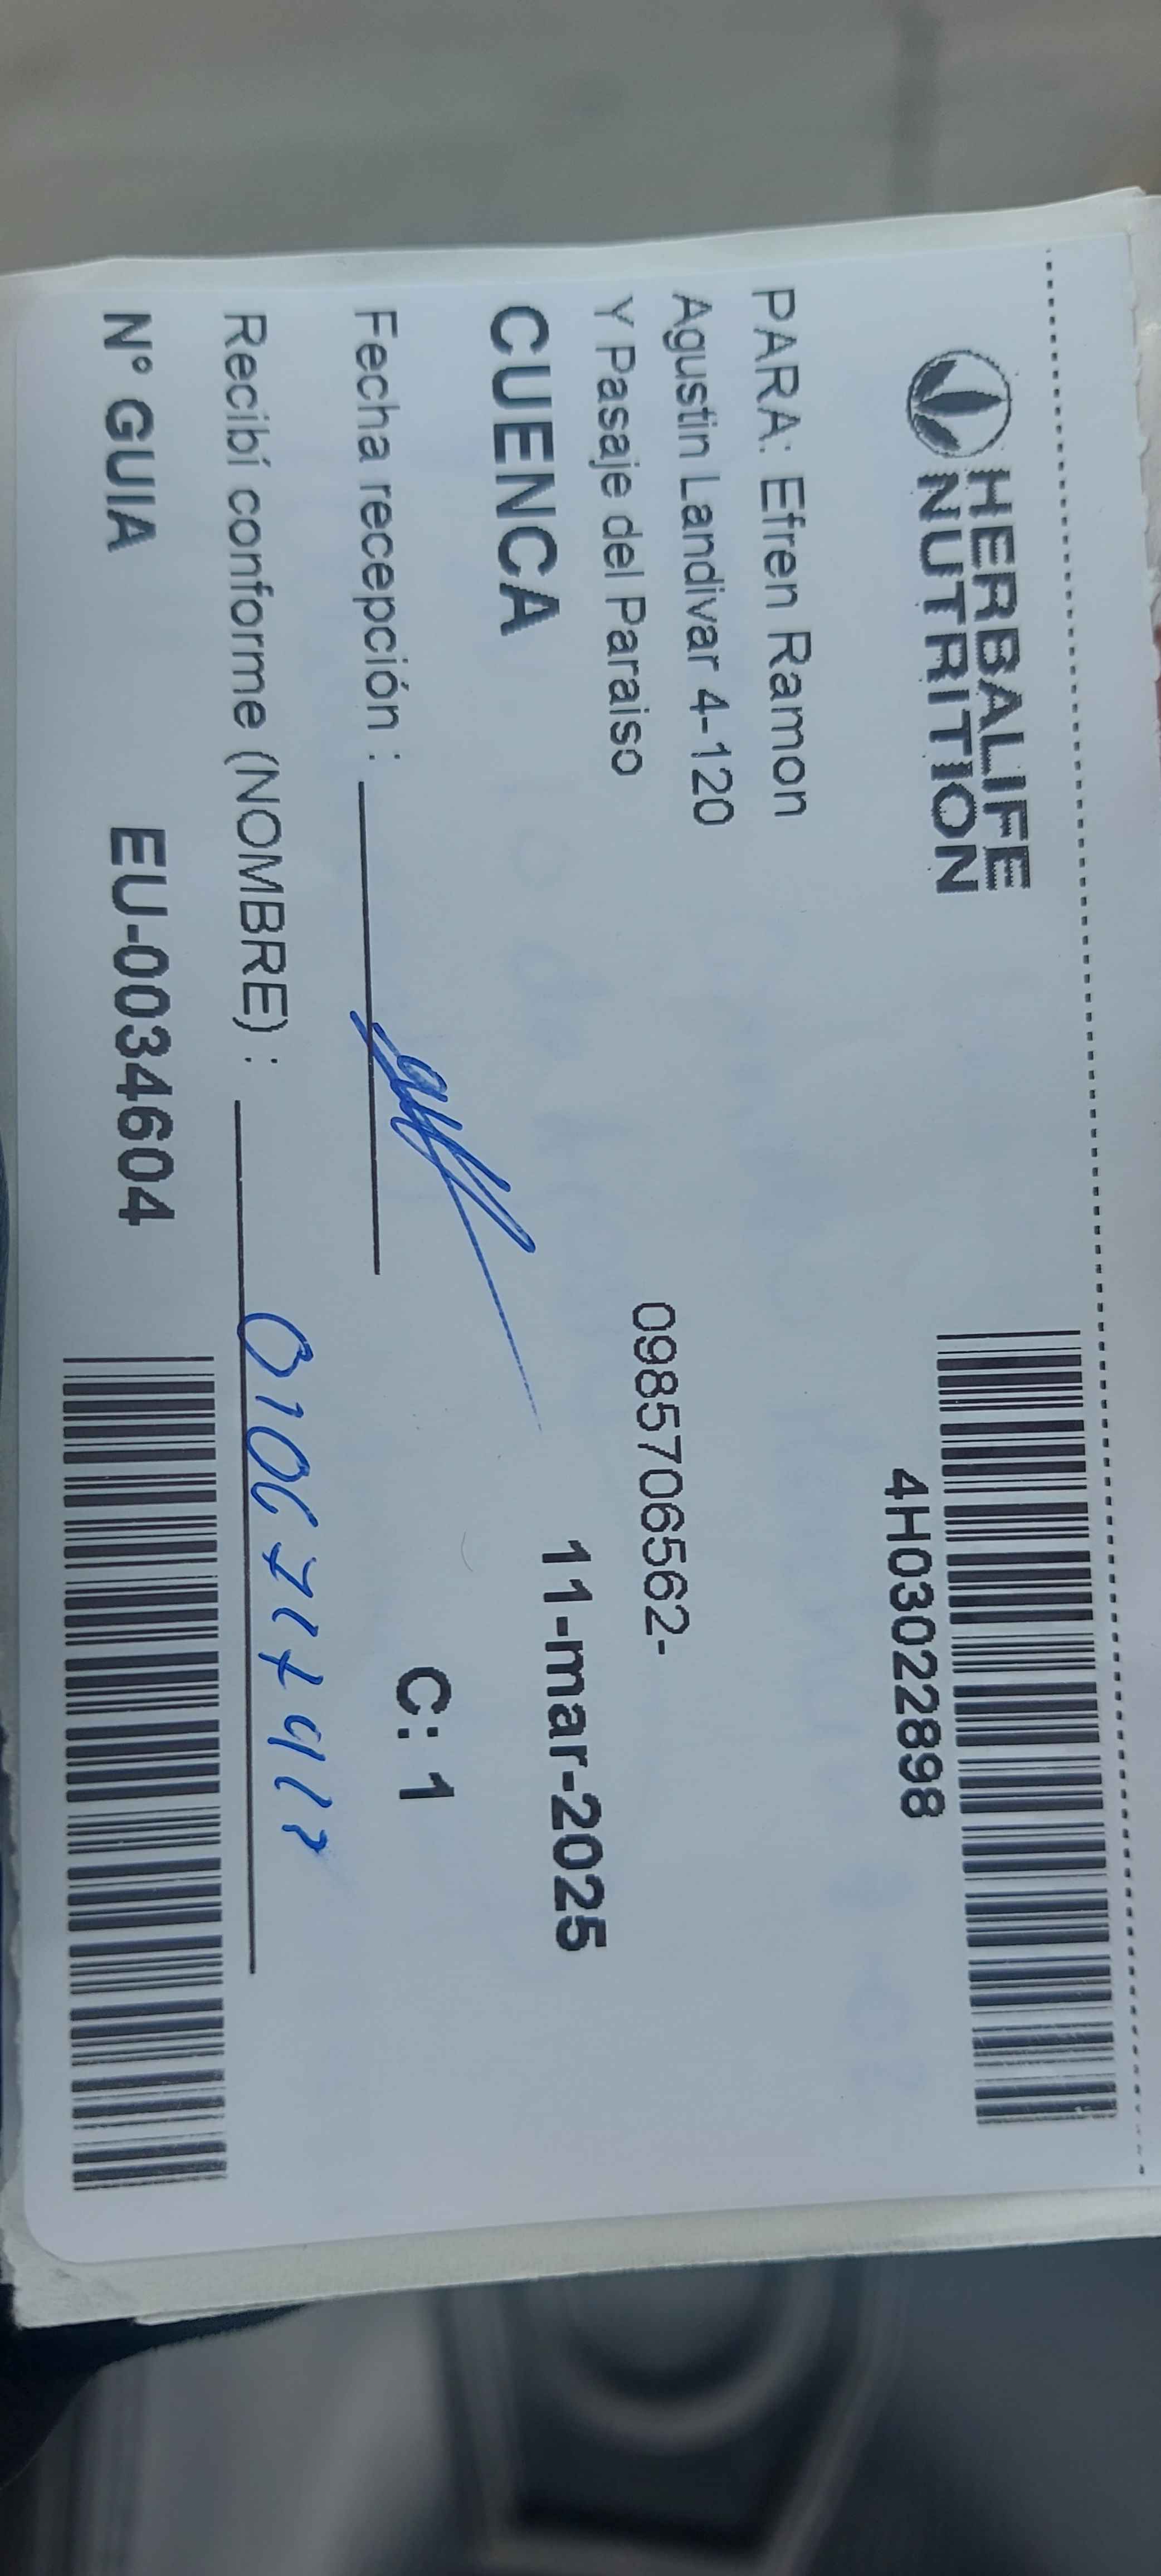 HERBALIFE
NUTRITION
4H03022898
PARA: Efren Ramon
Agustin Landivar 4-120
Y Pasaje del Paraiso
0985706562-
CUENCA
11-mar-2025
Fecha recepción :
C: 1
Recibí conforme (NOMBRE) :
N° GUIA EU-0034604